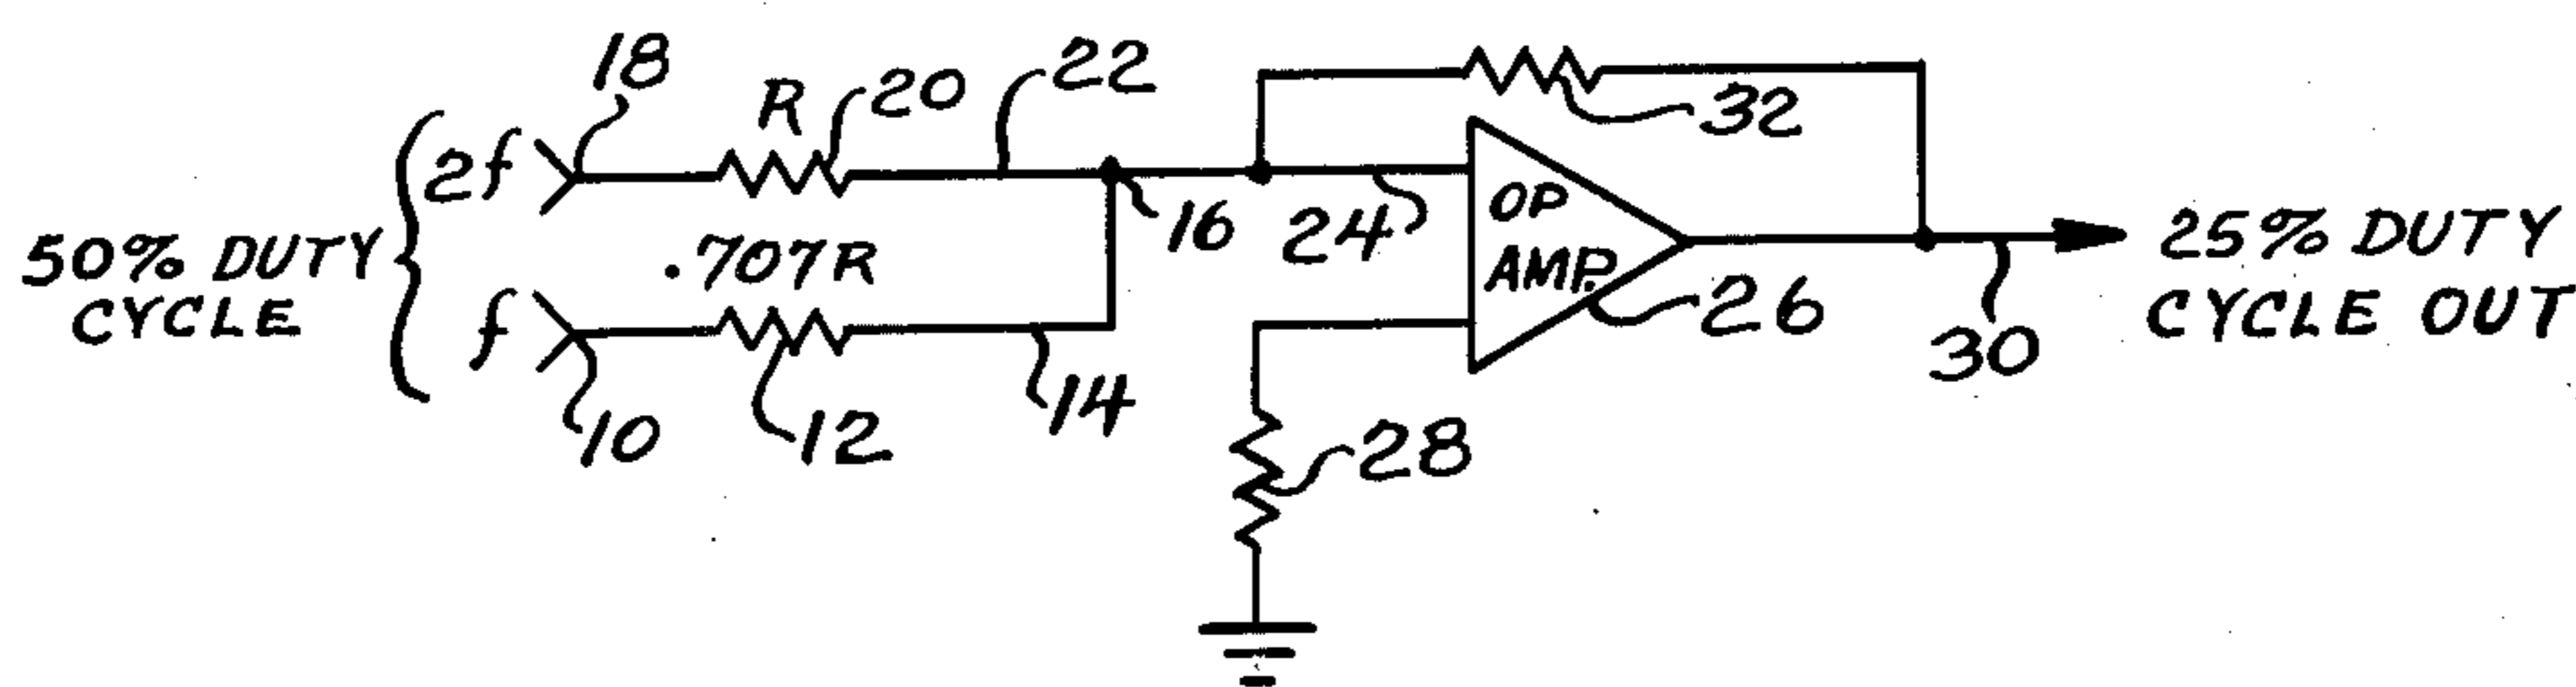 18
R
20
22
32
2f
50% DUTY
CYCLE
.707R
16
24
OP
AMP.
26
25% DUTY
CYCLE OUT
30
f
10
12
14
28